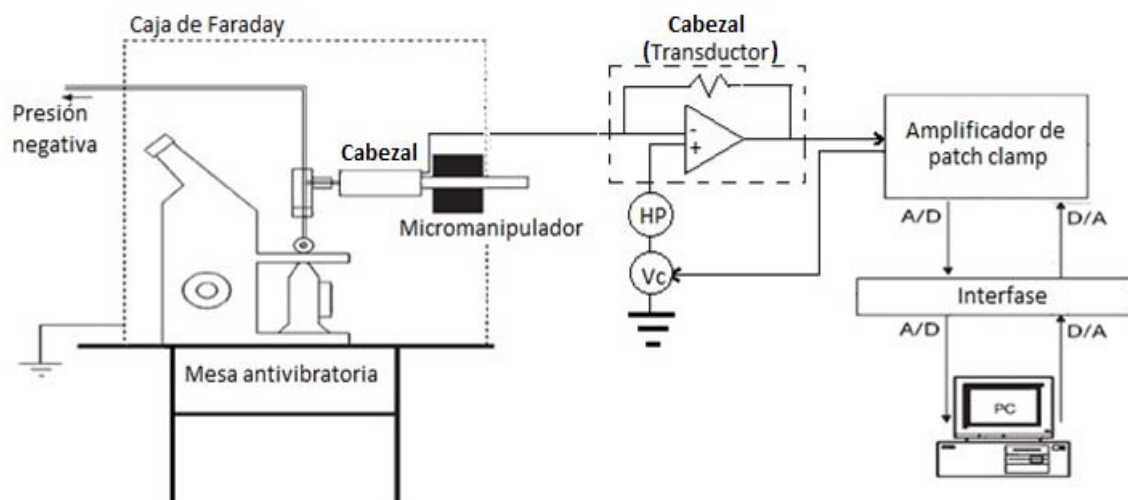 Caja de Faraday
Presión
negativa
Cabezal
Micromanipulador
Mesa antivibratoria
Cabezal
(Transductor)
-
+
HP
Vc
Amplificador de
patch clamp
A/D
D/A
Interfase
A/D
D/A
PC